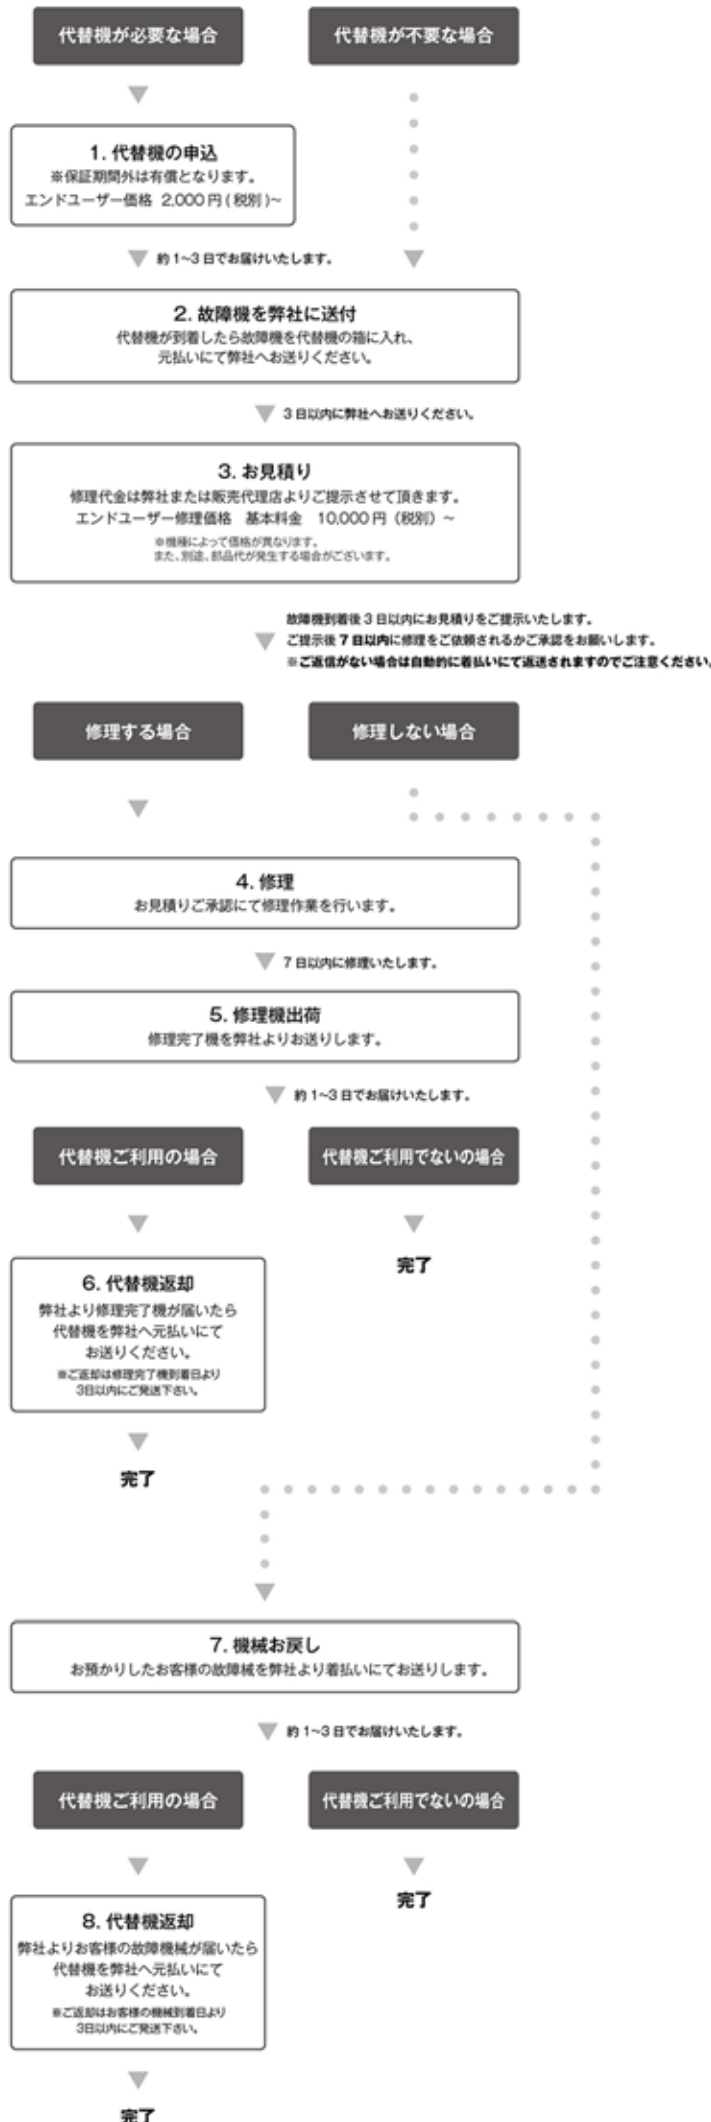 代替機が必要な場合
代替機が不要な場合
1. 代替機の申込
※保証期間外は有償となります。
エンドユーザー価格 2,000円(税別)~
約1~3日でお届けいたします。
2. 故障機を弊社に送付
代替機が到着したら故障機を代替機の箱に入れ、
元払いにて弊社へお送りください。
3日以内に弊社へお送りください。
3. お見積り
修理代金は弊社または販売代理店よりご提示させて頂きます。
エンドユーザー修理価格 基本料金 10,000円(税別)~
※機種によって価格が異なります。
また、別途、部品代が発生する場合がございます。
故障機到着後3日以内にお見積りをご提示いたします。
ご提示後7日以内に修理をご依頼されるかご承認をお願いします。
※ご返信がない場合は自動的に着払いにて返送されますのでご注意ください。
修理する場合
修理しない場合
4. 修理
お見積りご承認にて修理作業を行います。
7日以内に修理いたします。
5. 修理機出荷
修理完了機を弊社よりお送りします。
約1~3日でお届けいたします。
代替機ご利用の場合
代替機ご利用でないの場合
完了
6. 代替機返却
弊社より修理完了機が届いたら
代替機を弊社へ元払いにて
お送りください。
※ご返却は修理完了機到着日より
3日以内にご発送下さい。
完了
7. 機械お戻し
お預かりしたお客様の故障械を弊社より着払いにてお送りします。
約1~3日でお届けいたします。
代替機ご利用の場合
代替機ご利用でないの場合
完了
8. 代替機返却
弊社よりお客様の故障機械が届いたら
代替機を弊社へ元払いにて
お送りください。
※ご返却はお客様の機械到着日より
3日以内にご発送下さい。
完了